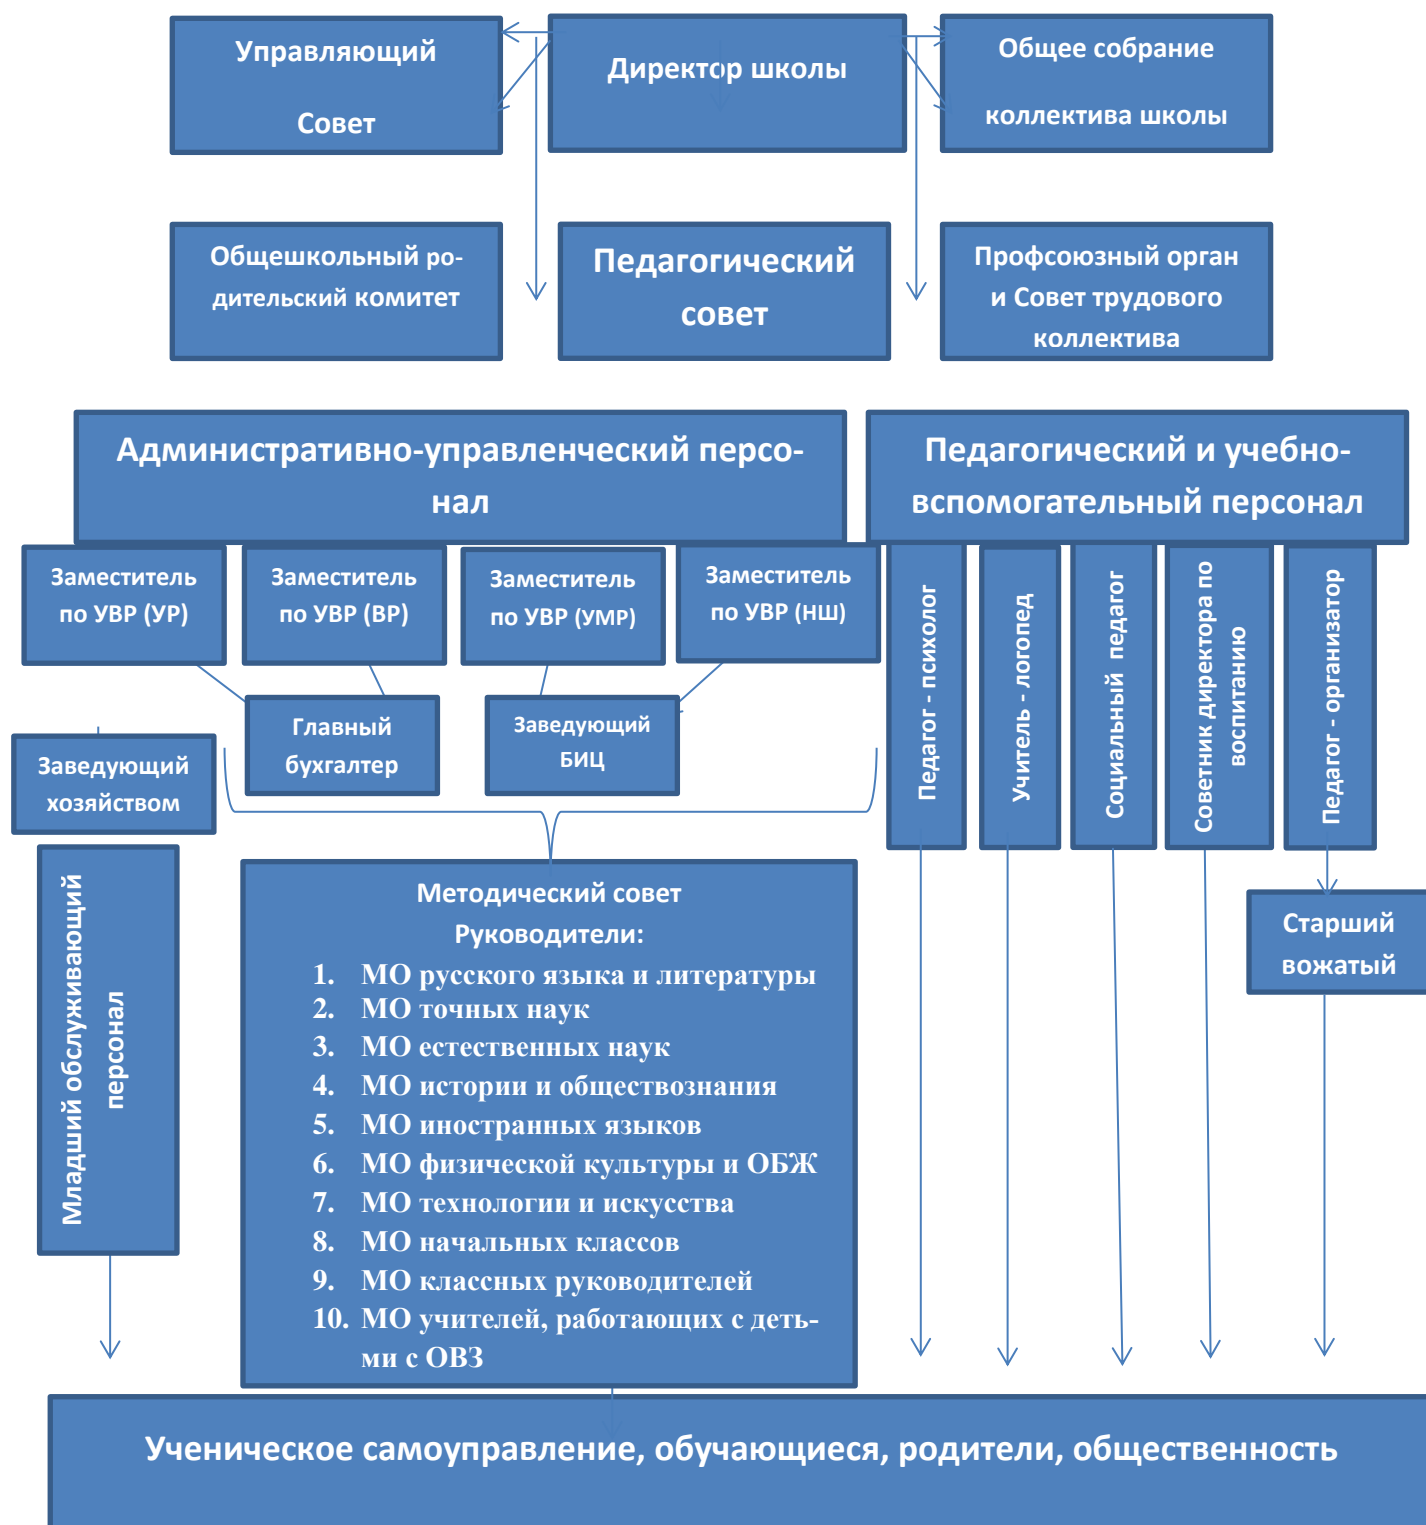 Управляющий
Совет
Директор школы
Общее собрание
коллектива школы
Общешкольный ро-
дительский комитет
Педагогический
совет
Профсоюзный орган
и Совет трудового
коллектива
Административно-управленческий персо-
нал
Педагогический и учебно-
вспомогательный персонал
Заместитель
по УВР (УР)
Заместитель
по УВР (ВР)
Заместитель
по УВР (УМР)
Заместитель
по УВР (НШ)
Педагог - психолог
Учитель - логопед
Социальный педагог
Советник директора по
воспитанию
Педагог - организатор
Заведующий
хозяйством
Главный
бухгалтер
Заведующий
БИЦ
Младший обслуживающий
персонал
Методический совет
Руководители:
1. МО русского языка и литературы
2. МО точных наук
3. МО естественных наук
4. МО истории и обществознания
5. МО иностранных языков
6. МО физической культуры и ОБЖ
7. МО технологии и искусства
8. МО начальных классов
9. МО классных руководителей
10. МО учителей, работающих с деть-
ми с ОВЗ
Старший
вожатый
Ученическое самоуправление, обучающиеся, родители, общественность